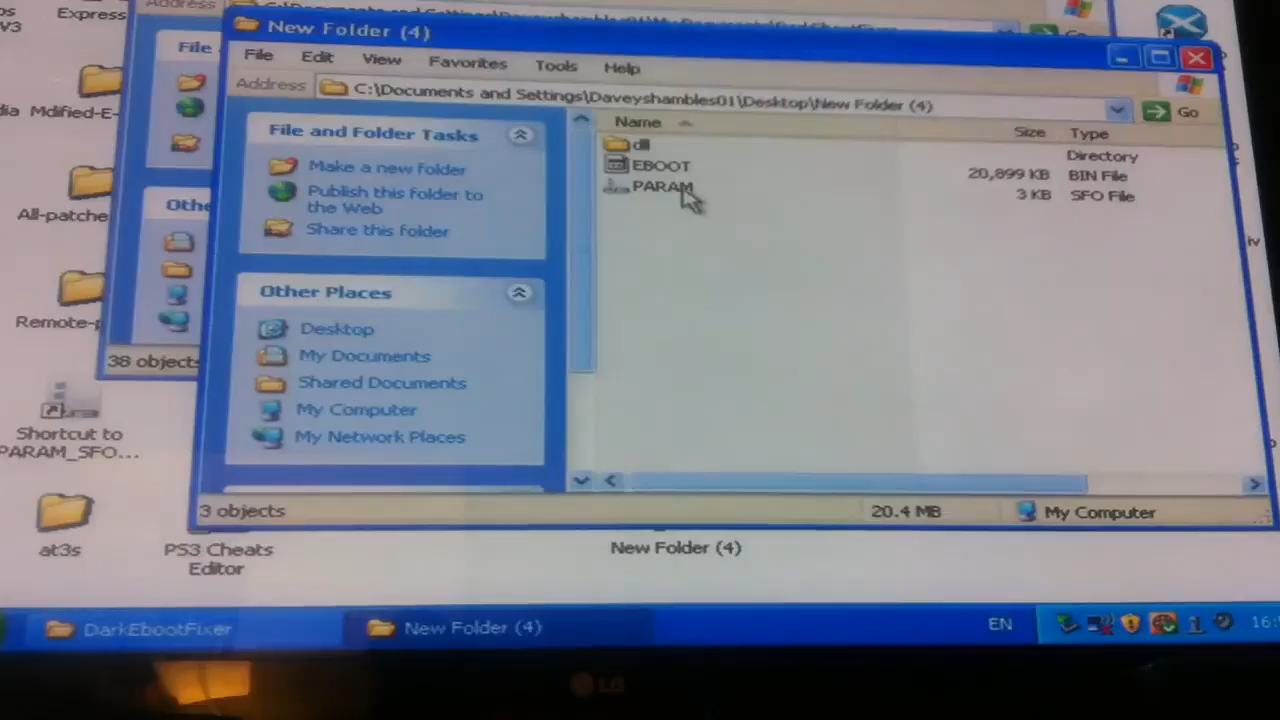 Express
V3
Mdified-E-
All-patche
Remote-p
Shortcut to
PARAM_SFO...
at3s
PS3 Cheats
Editor
New Folder (4)
File
Othe
38 objects
New Folder (4)
File Edit View Favorites Tools Help
Address C:\Documents and Settings\Daveyshambles01\Desktop\New Folder (4) Go
File and Folder Tasks
Make a new folder
Publish this folder to
the Web
Share this folder
Other Places
Desktop
My Documents
Shared Documents
My Computer
My Network Places
Name Size Type
dll Directory
EBOOT 20,899 KB BIN File
PARAM 3 KB SFO File
3 objects 20.4 MB My Computer
DarkEbootFixer New Folder (4) EN 16:
LG